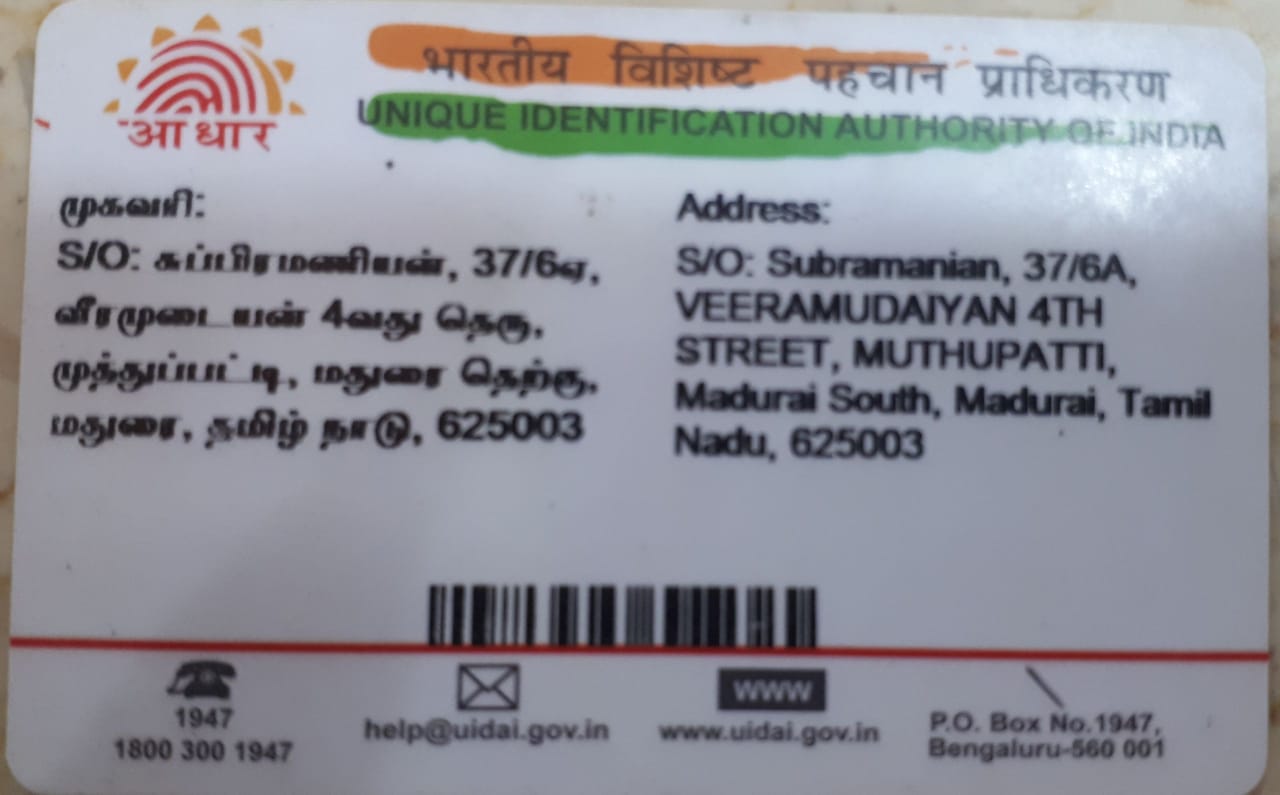 आधार
भारतीय विशिष्ट पहचान प्राधिकरण
UNIQUE IDENTIFICATION AUTHORITY OF INDIA
முகவரி:
S/O: சுப்பிரமணியன், 37/6ஏ,
வீரமுடையன் 4வது தெரு,
முத்துப்பட்டி, மதுரை தெற்கு,
மதுரை, தமிழ் நாடு, 625003
Address:
S/O: Subramanian, 37/6A,
VEERAMUDAIYAN 4TH
STREET, MUTHUPATTI,
Madurai South, Madurai, Tamil
Nadu, 625003
1947
1800 300 1947
help@uidai.gov.in
www
www.uidai.gov.in
P.O. Box No.1947,
Bengaluru-560 001